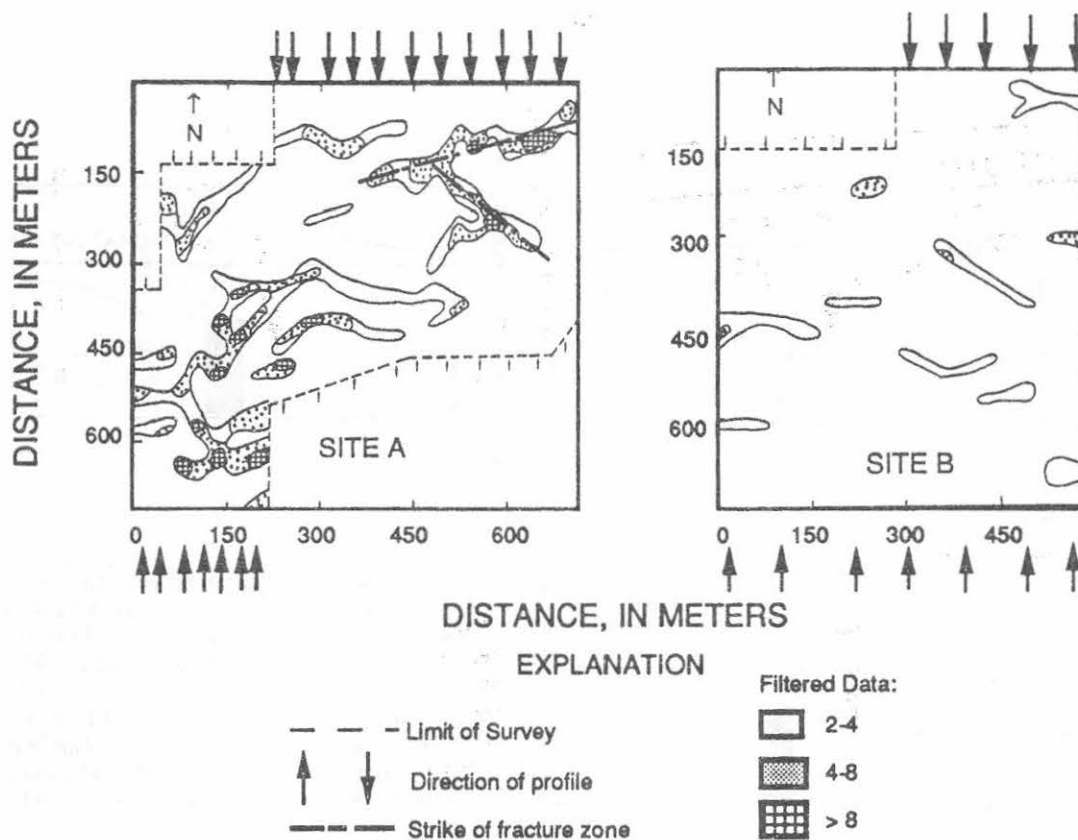 DISTANCE, IN METERS
N
150
300
450
600
SITE A
0 150 300 450 600
N
150
300
450
600
SITE B
0 150 300 450
DISTANCE, IN METERS
EXPLANATION
Limit of Survey
Direction of profile
Strike of fracture zone
Filtered Data:
2-4
4-8
> 8